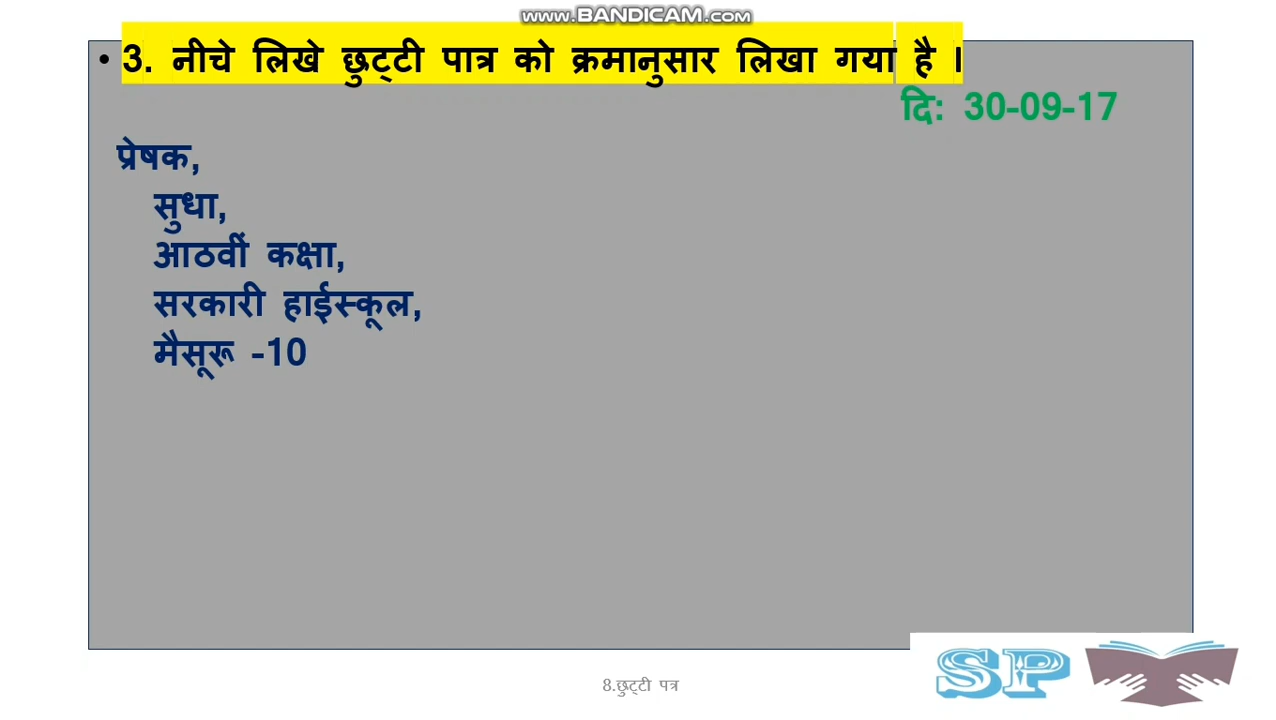 www.BANDICAM.com
• 3. नीचे लिखे छुट्टी पात्र को क्रमानुसार लिखा गया है ।
दि: 30-09-17
प्रेषक,
सुधा,
आठवीं कक्षा,
सरकारी हाईस्कूल,
मैसूरू -10
8.छुट्टी पत्र
SP